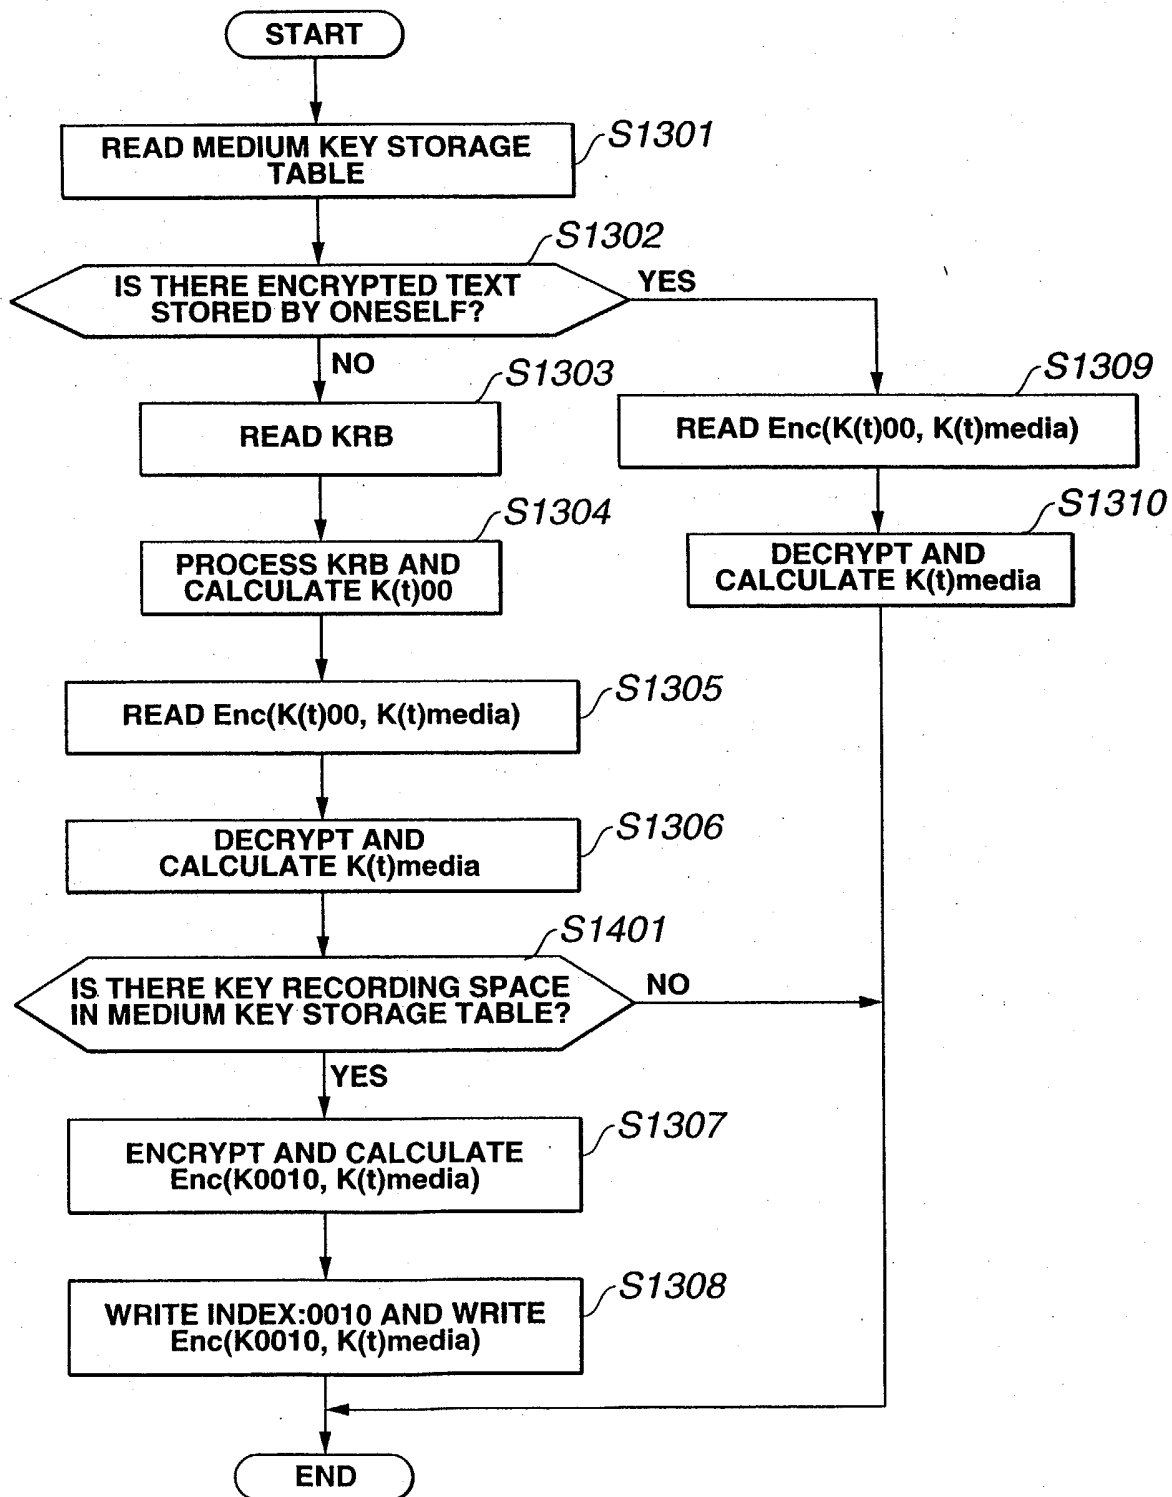 START
READ MEDIUM KEY STORAGE
TABLE
S1301
S1302
IS THERE ENCRYPTED TEXT
STORED BY ONESELF?
YES
NO
S1303
READ KRB
S1309
READ Enc(K(t)00, K(t)media)
S1304
PROCESS KRB AND
CALCULATE K(t)00
S1310
DECRYPT AND
CALCULATE K(t)media
S1305
READ Enc(K(t)00, K(t)media)
S1306
DECRYPT AND
CALCULATE K(t)media
S1401
IS THERE KEY RECORDING SPACE
IN MEDIUM KEY STORAGE TABLE?
NO
YES
S1307
ENCRYPT AND CALCULATE
Enc(K0010, K(t)media)
S1308
WRITE INDEX:0010 AND WRITE
Enc(K0010, K(t)media)
END